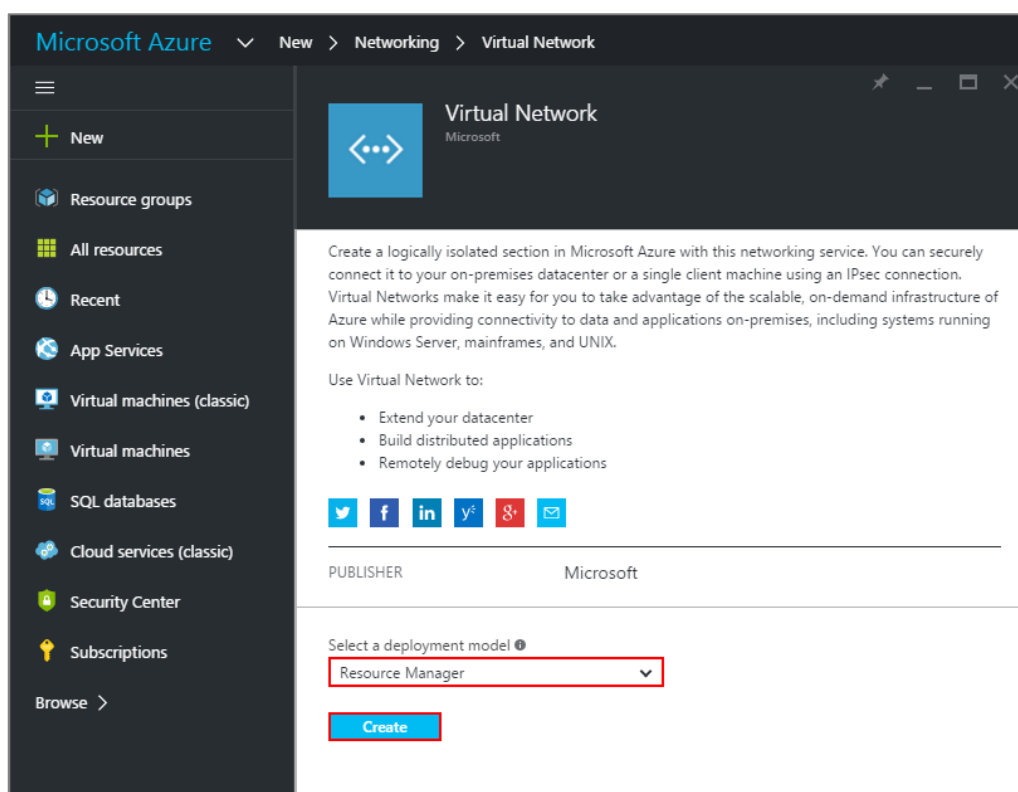 Microsoft Azure New > Networking > Virtual Network
New
Resource groups
All resources
Recent
App Services
Virtual machines (classic)
Virtual machines
SQL
SQL databases
Cloud services (classic)
Security Center
Subscriptions
Browse >
Virtual Network
Microsoft
Create a logically isolated section in Microsoft Azure with this networking service. You can securely
connect it to your on-premises datacenter or a single client machine using an IPsec connection.
Virtual Networks make it easy for you to take advantage of the scalable, on-demand infrastructure of
Azure while providing connectivity to data and applications on-premises, including systems running
on Windows Server, mainframes, and UNIX.
Use Virtual Network to:
• Extend your datacenter
• Build distributed applications
• Remotely debug your applications
f in y 8+
PUBLISHER Microsoft
Select a deployment model
Resource Manager
Create